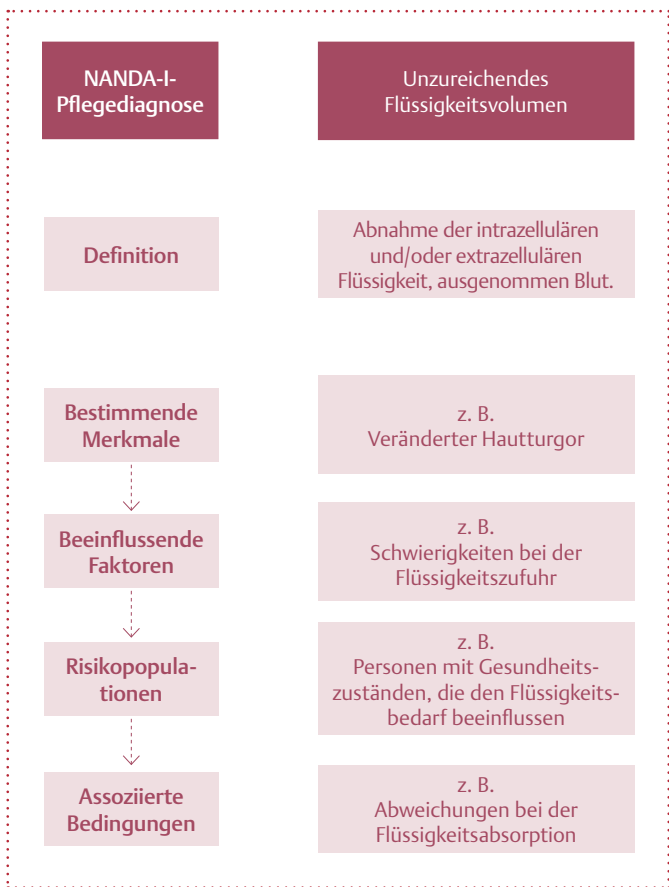 NANDA-I-
Pflegediagnose
Unzureichendes
Flüssigkeitsvolumen
Definition
Abnahme der intrazellulären
und/oder extrazellulären
Flüssigkeit, ausgenommen Blut.
Bestimmende
Merkmale
z. B.
Veränderter Hautturgor
Beeinflussende
Faktoren
z. B.
Schwierigkeiten bei der
Flüssigkeitszufuhr
Risikopopula-
tionen
z. B.
Personen mit Gesundheits-
zuständen, die den Flüssigkeits-
bedarf beeinflussen
Assoziierte
Bedingungen
z. B.
Abweichungen bei der
Flüssigkeitsabsorption